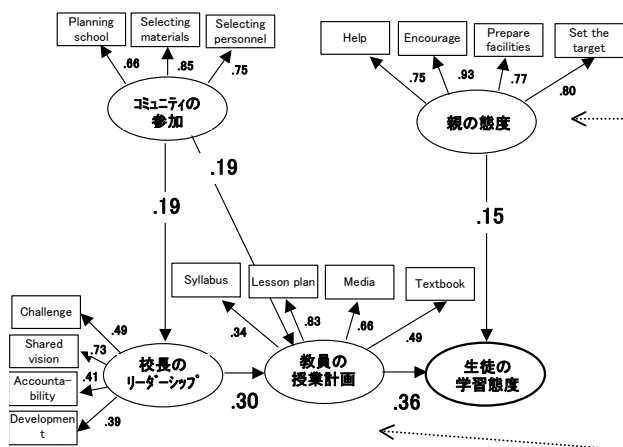 Planning
school
Selecting
materials
Selecting
personnel
.66
.85
.75
コミュニティの
参加
Help
Encourage
Prepare
facilities
Set the
target
.75
.93
.77
.80
親の態度
.19
.19
.15
Syllabus
Lesson plan
Media
Textbook
.34
.83
.66
.49
Challenge
Shared
vision
Accounta-
bility
Developmen
t
.49
.73
.41
.39
校長の
リーダーシップ
.30
教員の
授業計画
.36
生徒の
学習態度